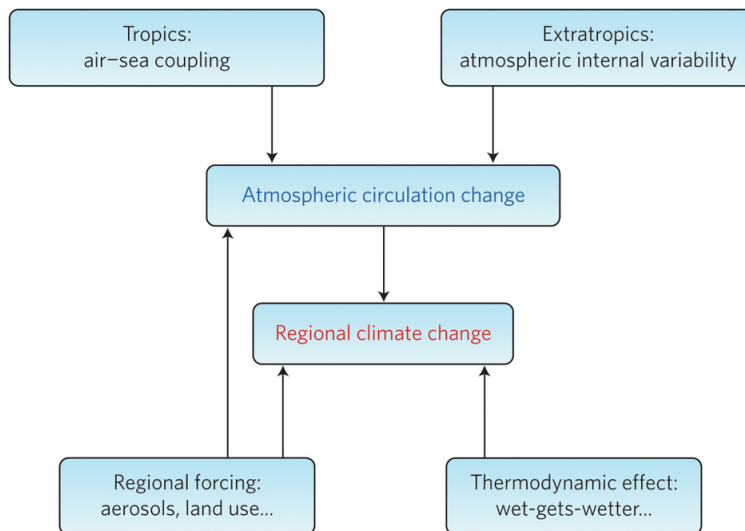 Tropics:
air–sea coupling
Extratropics:
atmospheric internal variability
Atmospheric circulation change
Regional climate change
Regional forcing:
aerosols, land use...
Thermodynamic effect:
wet-gets-wetter...